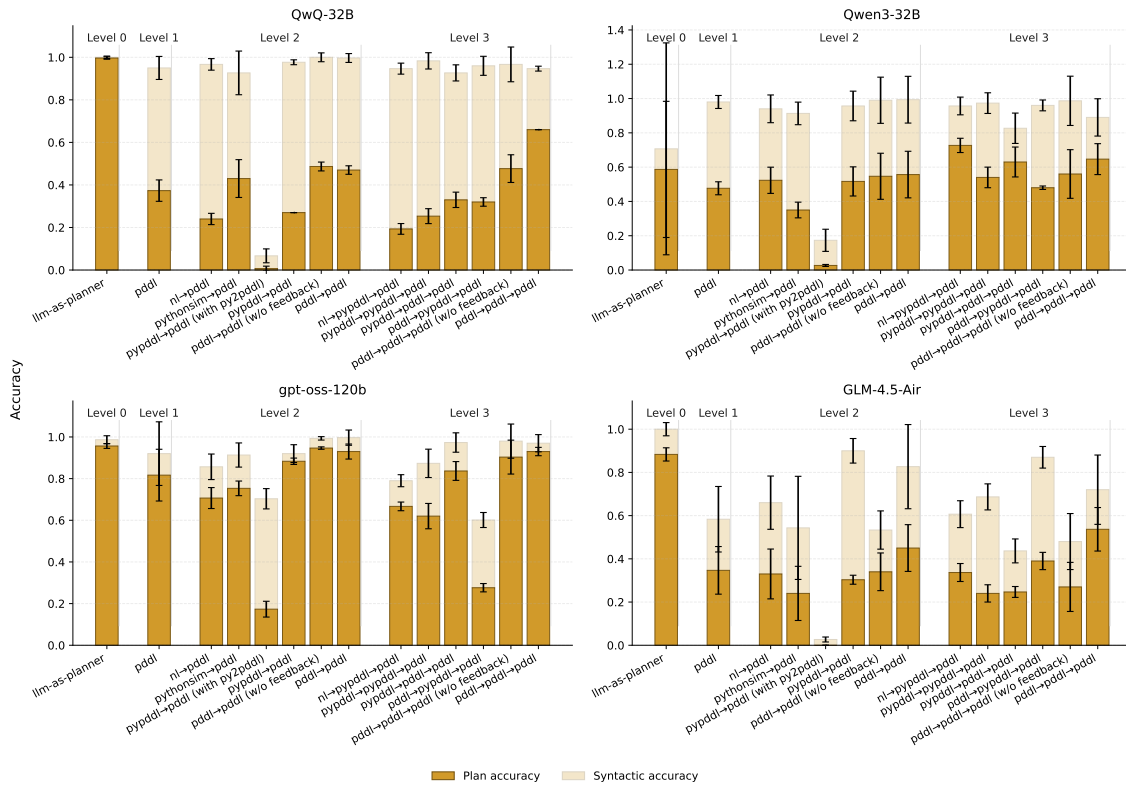 QwQ-32B
Level 0 Level 1 Level 2 Level 3
1.0
0.8
0.6
0.4
0.2
0.0
llm-as-planner
pddl
nl→pddl
pythonsim→pddl
pypddl→pddl (with py2pddl)
pypddl→pddl
pddl→pddl (w/o feedback)
pddl→pddl
nl→pypddl→pddl
pypddl→pypddl→pddl
pypddl→pddl→pddl
pddl→pypddl→pddl
pddl→pddl→pddl (w/o feedback)
pddl→pddl→pddl
Qwen3-32B
Level 0 Level 1 Level 2 Level 3
1.4
1.2
1.0
0.8
0.6
0.4
0.2
0.0
llm-as-planner
pddl
nl→pddl
pythonsim→pddl
pypddl→pddl (with py2pddl)
pypddl→pddl
pddl→pddl (w/o feedback)
pddl→pddl
nl→pypddl→pddl
pypddl→pypddl→pddl
pypddl→pddl→pddl
pddl→pypddl→pddl
pddl→pddl→pddl (w/o feedback)
pddl→pddl→pddl
Accuracy
gpt-oss-120b
Level 0 Level 1 Level 2 Level 3
1.0
0.8
0.6
0.4
0.2
0.0
llm-as-planner
pddl
nl→pddl
pythonsim→pddl
pypddl→pddl (with py2pddl)
pypddl→pddl
pddl→pddl (w/o feedback)
pddl→pddl
nl→pypddl→pddl
pypddl→pypddl→pddl
pypddl→pddl→pddl
pddl→pypddl→pddl
pddl→pddl→pddl (w/o feedback)
pddl→pddl→pddl
GLM-4.5-Air
Level 0 Level 1 Level 2 Level 3
1.0
0.8
0.6
0.4
0.2
0.0
llm-as-planner
pddl
nl→pddl
pythonsim→pddl
pypddl→pddl (with py2pddl)
pypddl→pddl
pddl→pddl (w/o feedback)
pddl→pddl
nl→pypddl→pddl
pypddl→pypddl→pddl
pypddl→pddl→pddl
pddl→pypddl→pddl
pddl→pddl→pddl (w/o feedback)
pddl→pddl→pddl
Plan accuracy Syntactic accuracy